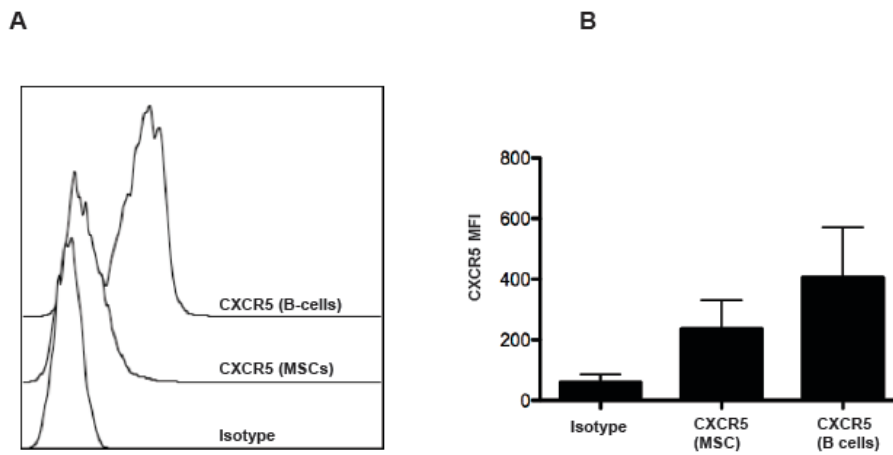 A
B
CXCR5 (B-cells)
CXCR5 (MSCs)
Isotype
CXCR5 MFI
800
600
400
200
0
Isotype
CXCR5
(MSC)
CXCR5
(B cells)